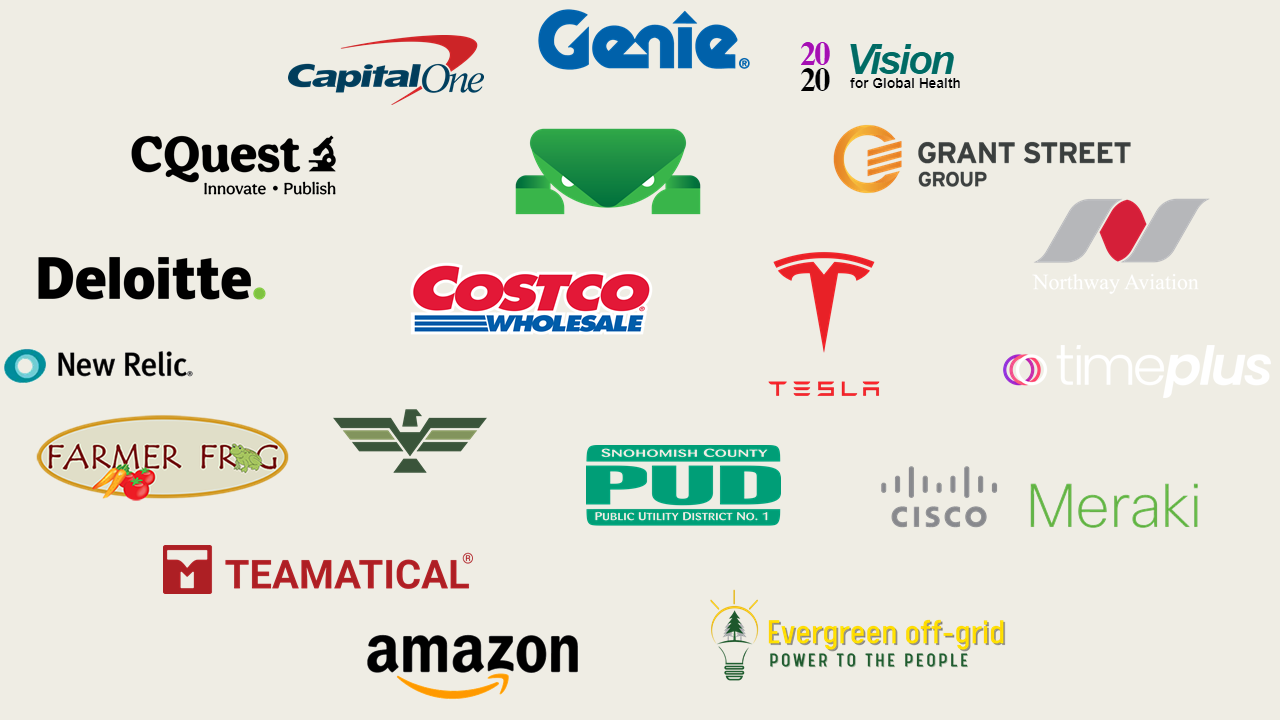 Genie®
CapitalOne
20
20
Vision
for Global Health
CQuest
Innovate • Publish
GRANT STREET
GROUP
Northway Aviation
Deloitte.
COSTCO®
WHOLESALE
TESLA
New Relic®
timeplus
FARMER FROG
SNOHOMISH COUNTY
PUD
PUBLIC UTILITY DISTRICT NO. 1
CISCO Meraki
TEAMATICAL®
Evergreen off-grid
POWER TO THE PEOPLE
amazon